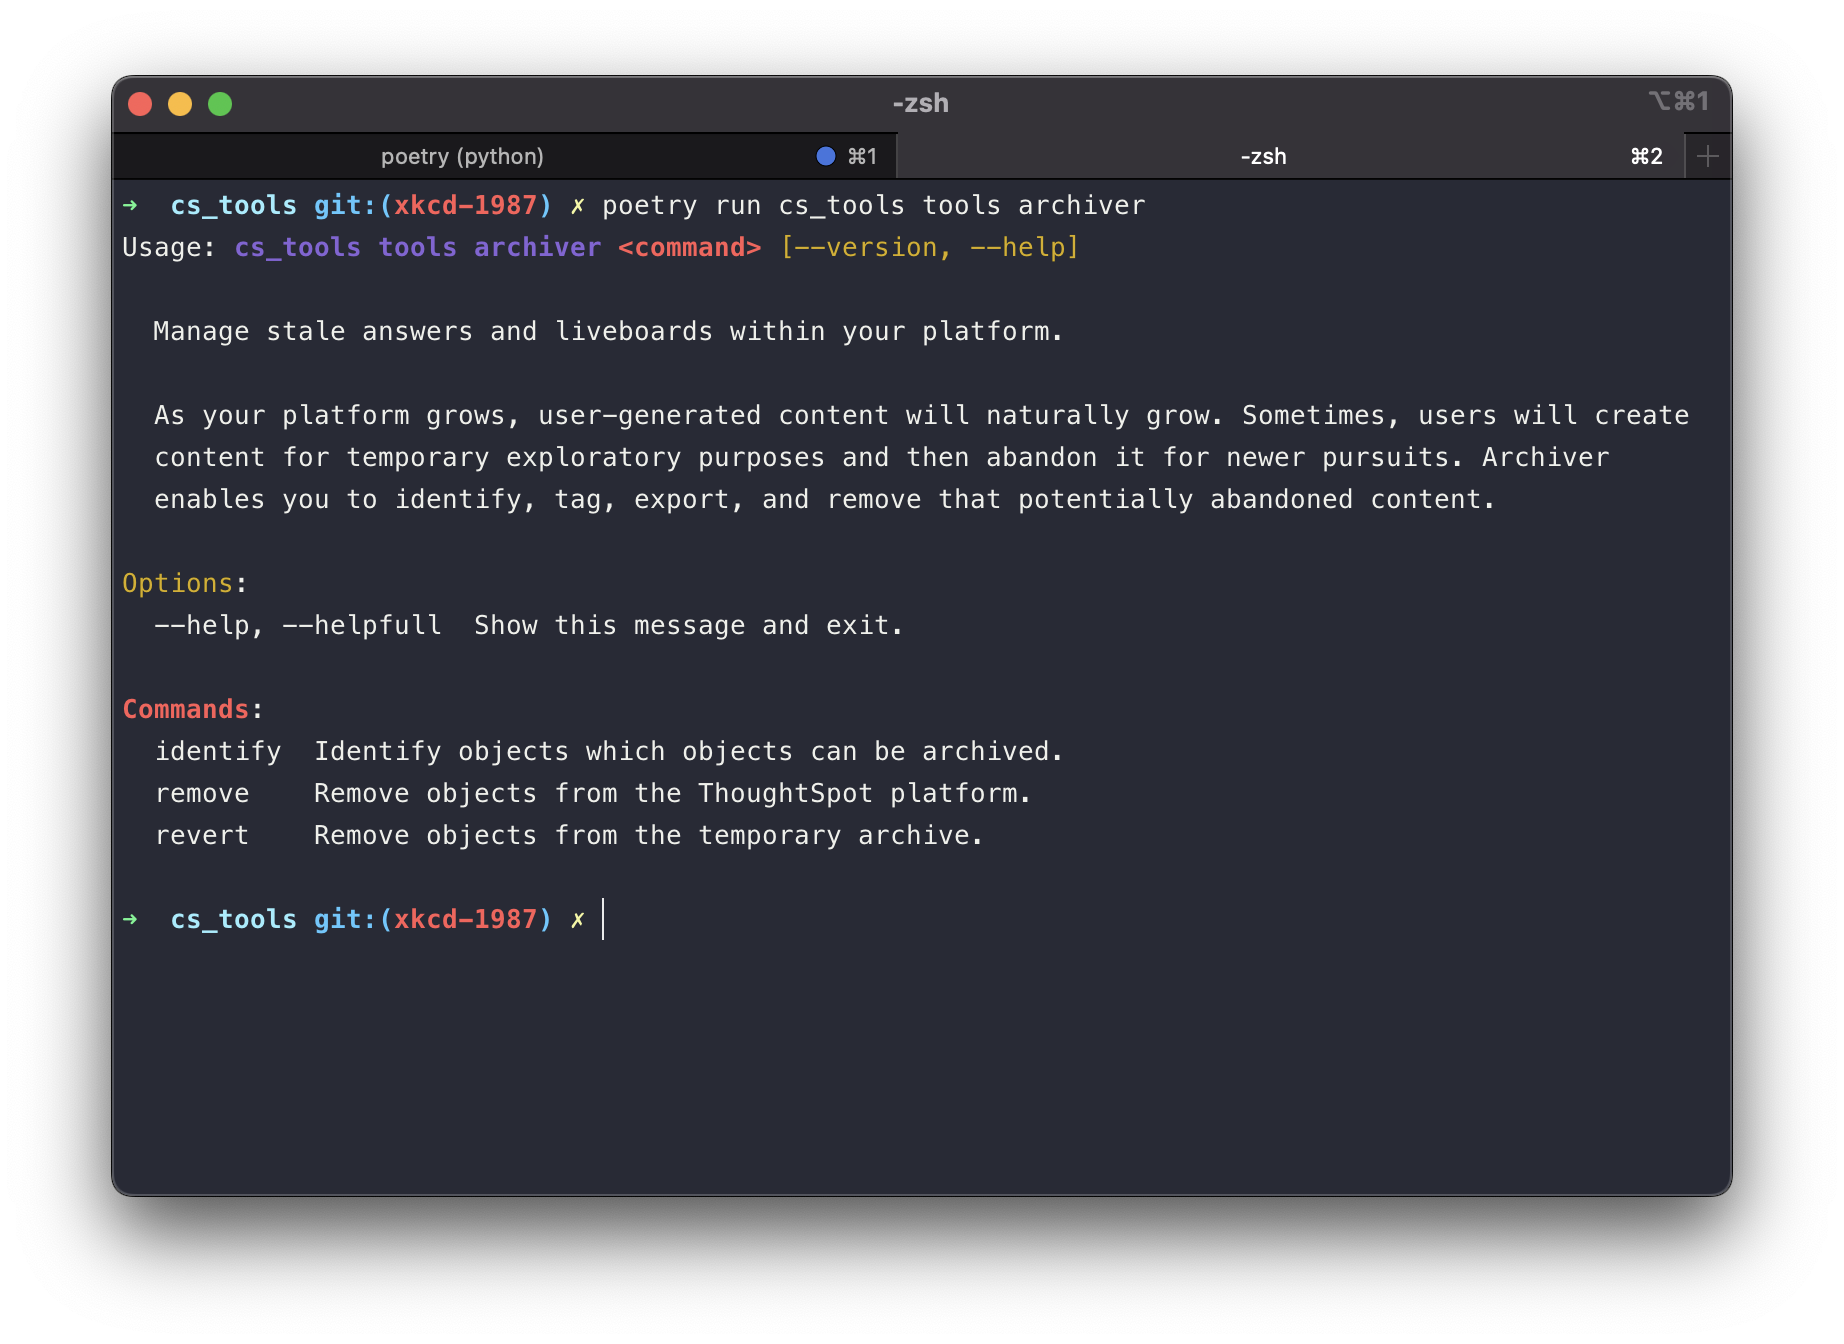 -zsh
⌥⌘1
poetry (python) ⌘1
-zsh ⌘2
➜ cs_tools git:(xkcd-1987) ✗ poetry run cs_tools tools archiver
Usage: cs_tools tools archiver <command> [--version, --help]
Manage stale answers and liveboards within your platform.
As your platform grows, user-generated content will naturally grow. Sometimes, users will create
content for temporary exploratory purposes and then abandon it for newer pursuits. Archiver
enables you to identify, tag, export, and remove that potentially abandoned content.
Options:
--help, --helpfull Show this message and exit.
Commands:
identify Identify objects which objects can be archived.
remove Remove objects from the ThoughtSpot platform.
revert Remove objects from the temporary archive.
➜ cs_tools git:(xkcd-1987) ✗